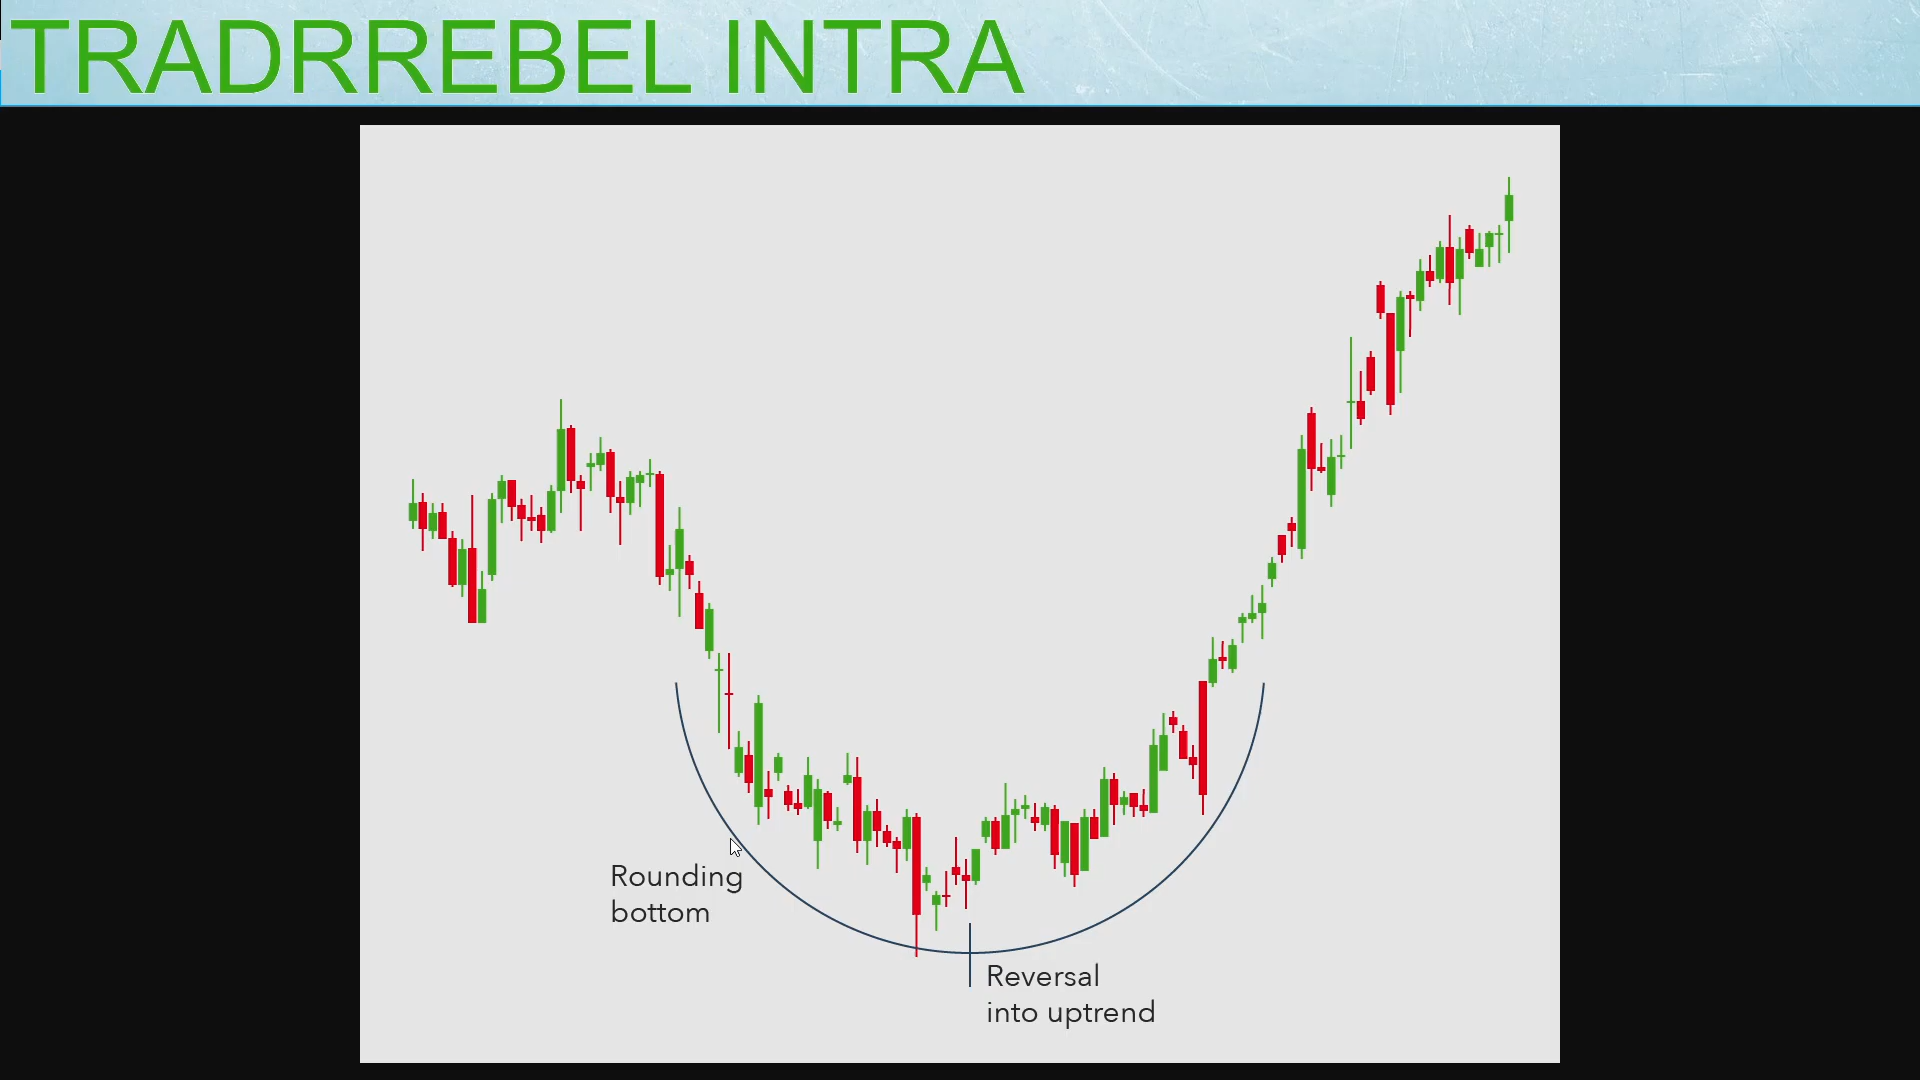 TRADRREBEL INTRA
Rounding
bottom
Reversal
into uptrend